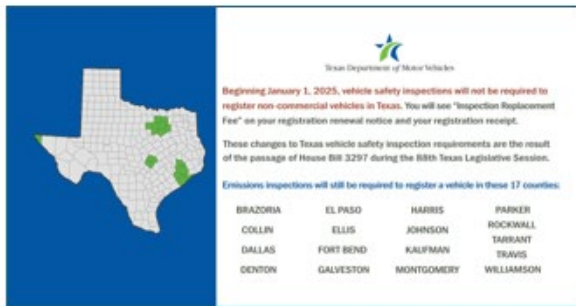 Texas Department of Motor Vehicles
Beginning January 1, 2025, vehicle safety inspections will not be required to
register non-commercial vehicles in Texas. You will see "Inspection Replacement
Fee" on your registration renewal notice and your registration receipt.
These changes to Texas vehicle safety inspection requirements are the result
of the passage of House Bill 3297 during the 88th Texas Legislative Session.
Emissions inspections will still be required to register a vehicle in these 17 counties:
BRAZORIA EL PASO HARRIS PARKER
COLLIN ELLIS JOHNSON ROCKWALL
DALLAS FORT BEND KAUFMAN TARRANT
DENTON GALVESTON MONTGOMERY TRAVIS
WILLIAMSON